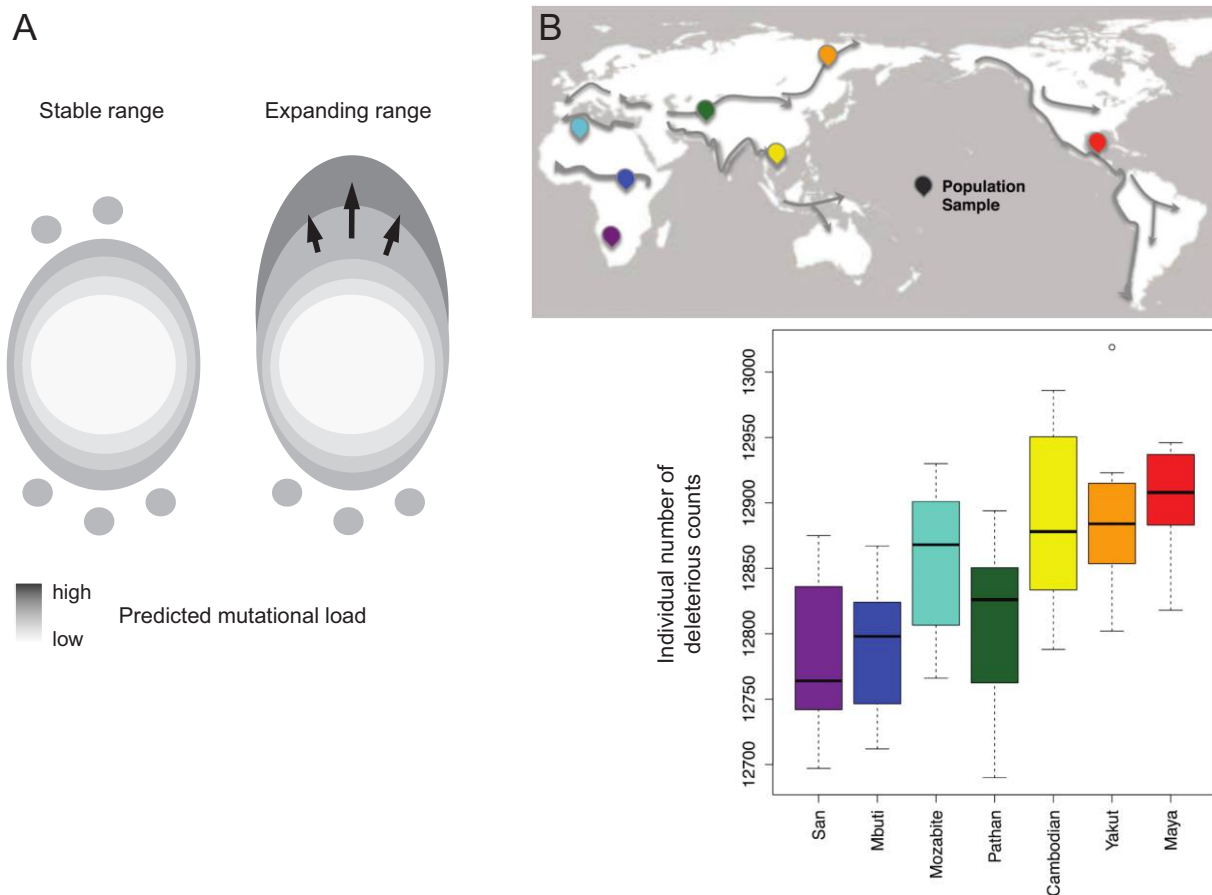 A
Stable range
Expanding range
high
low
Predicted mutational load
B
Population
Sample
Individual number of
deleterious counts
13000
12950
12900
12850
12800
12750
12700
San
Mbuti
Mozabite
Pathan
Cambodian
Yakut
Maya